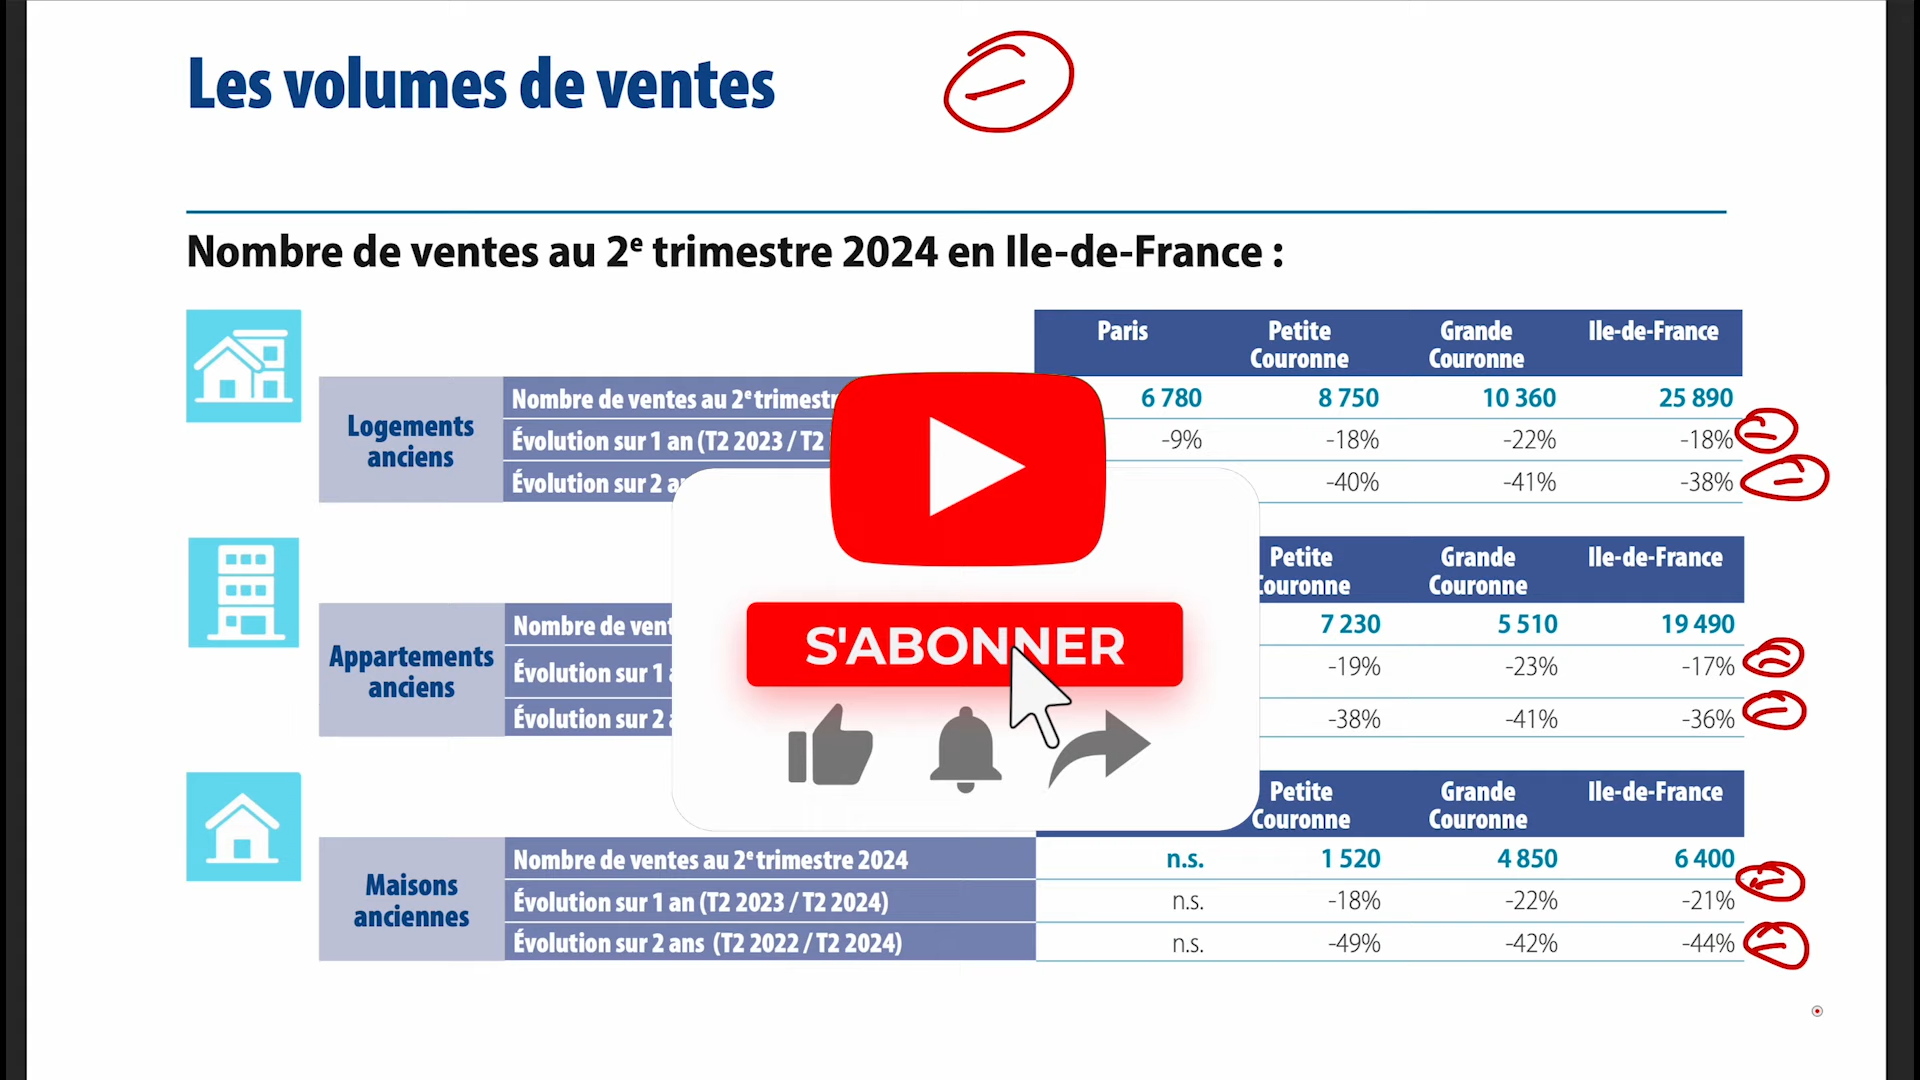 Les volumes de ventes
Nombre de ventes au 2e trimestre 2024 en Ile-de-France :
Paris Petite Couronne Grande Couronne Ile-de-France
Logements anciens
Nombre de ventes au 2e 6 780 8 750 10 360 25 890
Évolution sur 1 an (T2 2023 / T2 -9% -18% -22% -18%
Évolution sur 2 -40% -41% -38%
Petite Couronne Grande Couronne Ile-de-France
Appartements anciens
Nombre de 7 230 5 510 19 490
Évolution sur 1 -19% -23% -17%
Évolution sur 2 -38% -41% -36%
S'ABONNER
Petite Couronne Grande Couronne Ile-de-France
Maisons anciennes
Nombre de ventes au 2e trimestre 2024 n.s. 1 520 4 850 6 400
Évolution sur 1 an (T2 2023 / T2 2024) n.s. -18% -22% -21%
Évolution sur 2 ans (T2 2022 / T2 2024) n.s. -49% -42% -44%